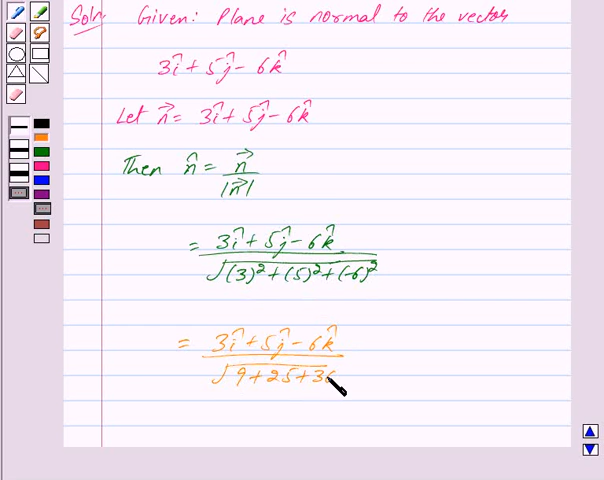 Soln: Given: Plane is normal to the vector
3î + 5ĵ - 6k̂
Let n⃗ = 3î + 5ĵ - 6k̂
Then n̂ = n⃗ / |n⃗|
= 3î + 5ĵ - 6k̂ / √(3)² + (5)² + (-6)²
= 3î + 5ĵ - 6k̂ / √9 + 25 + 36